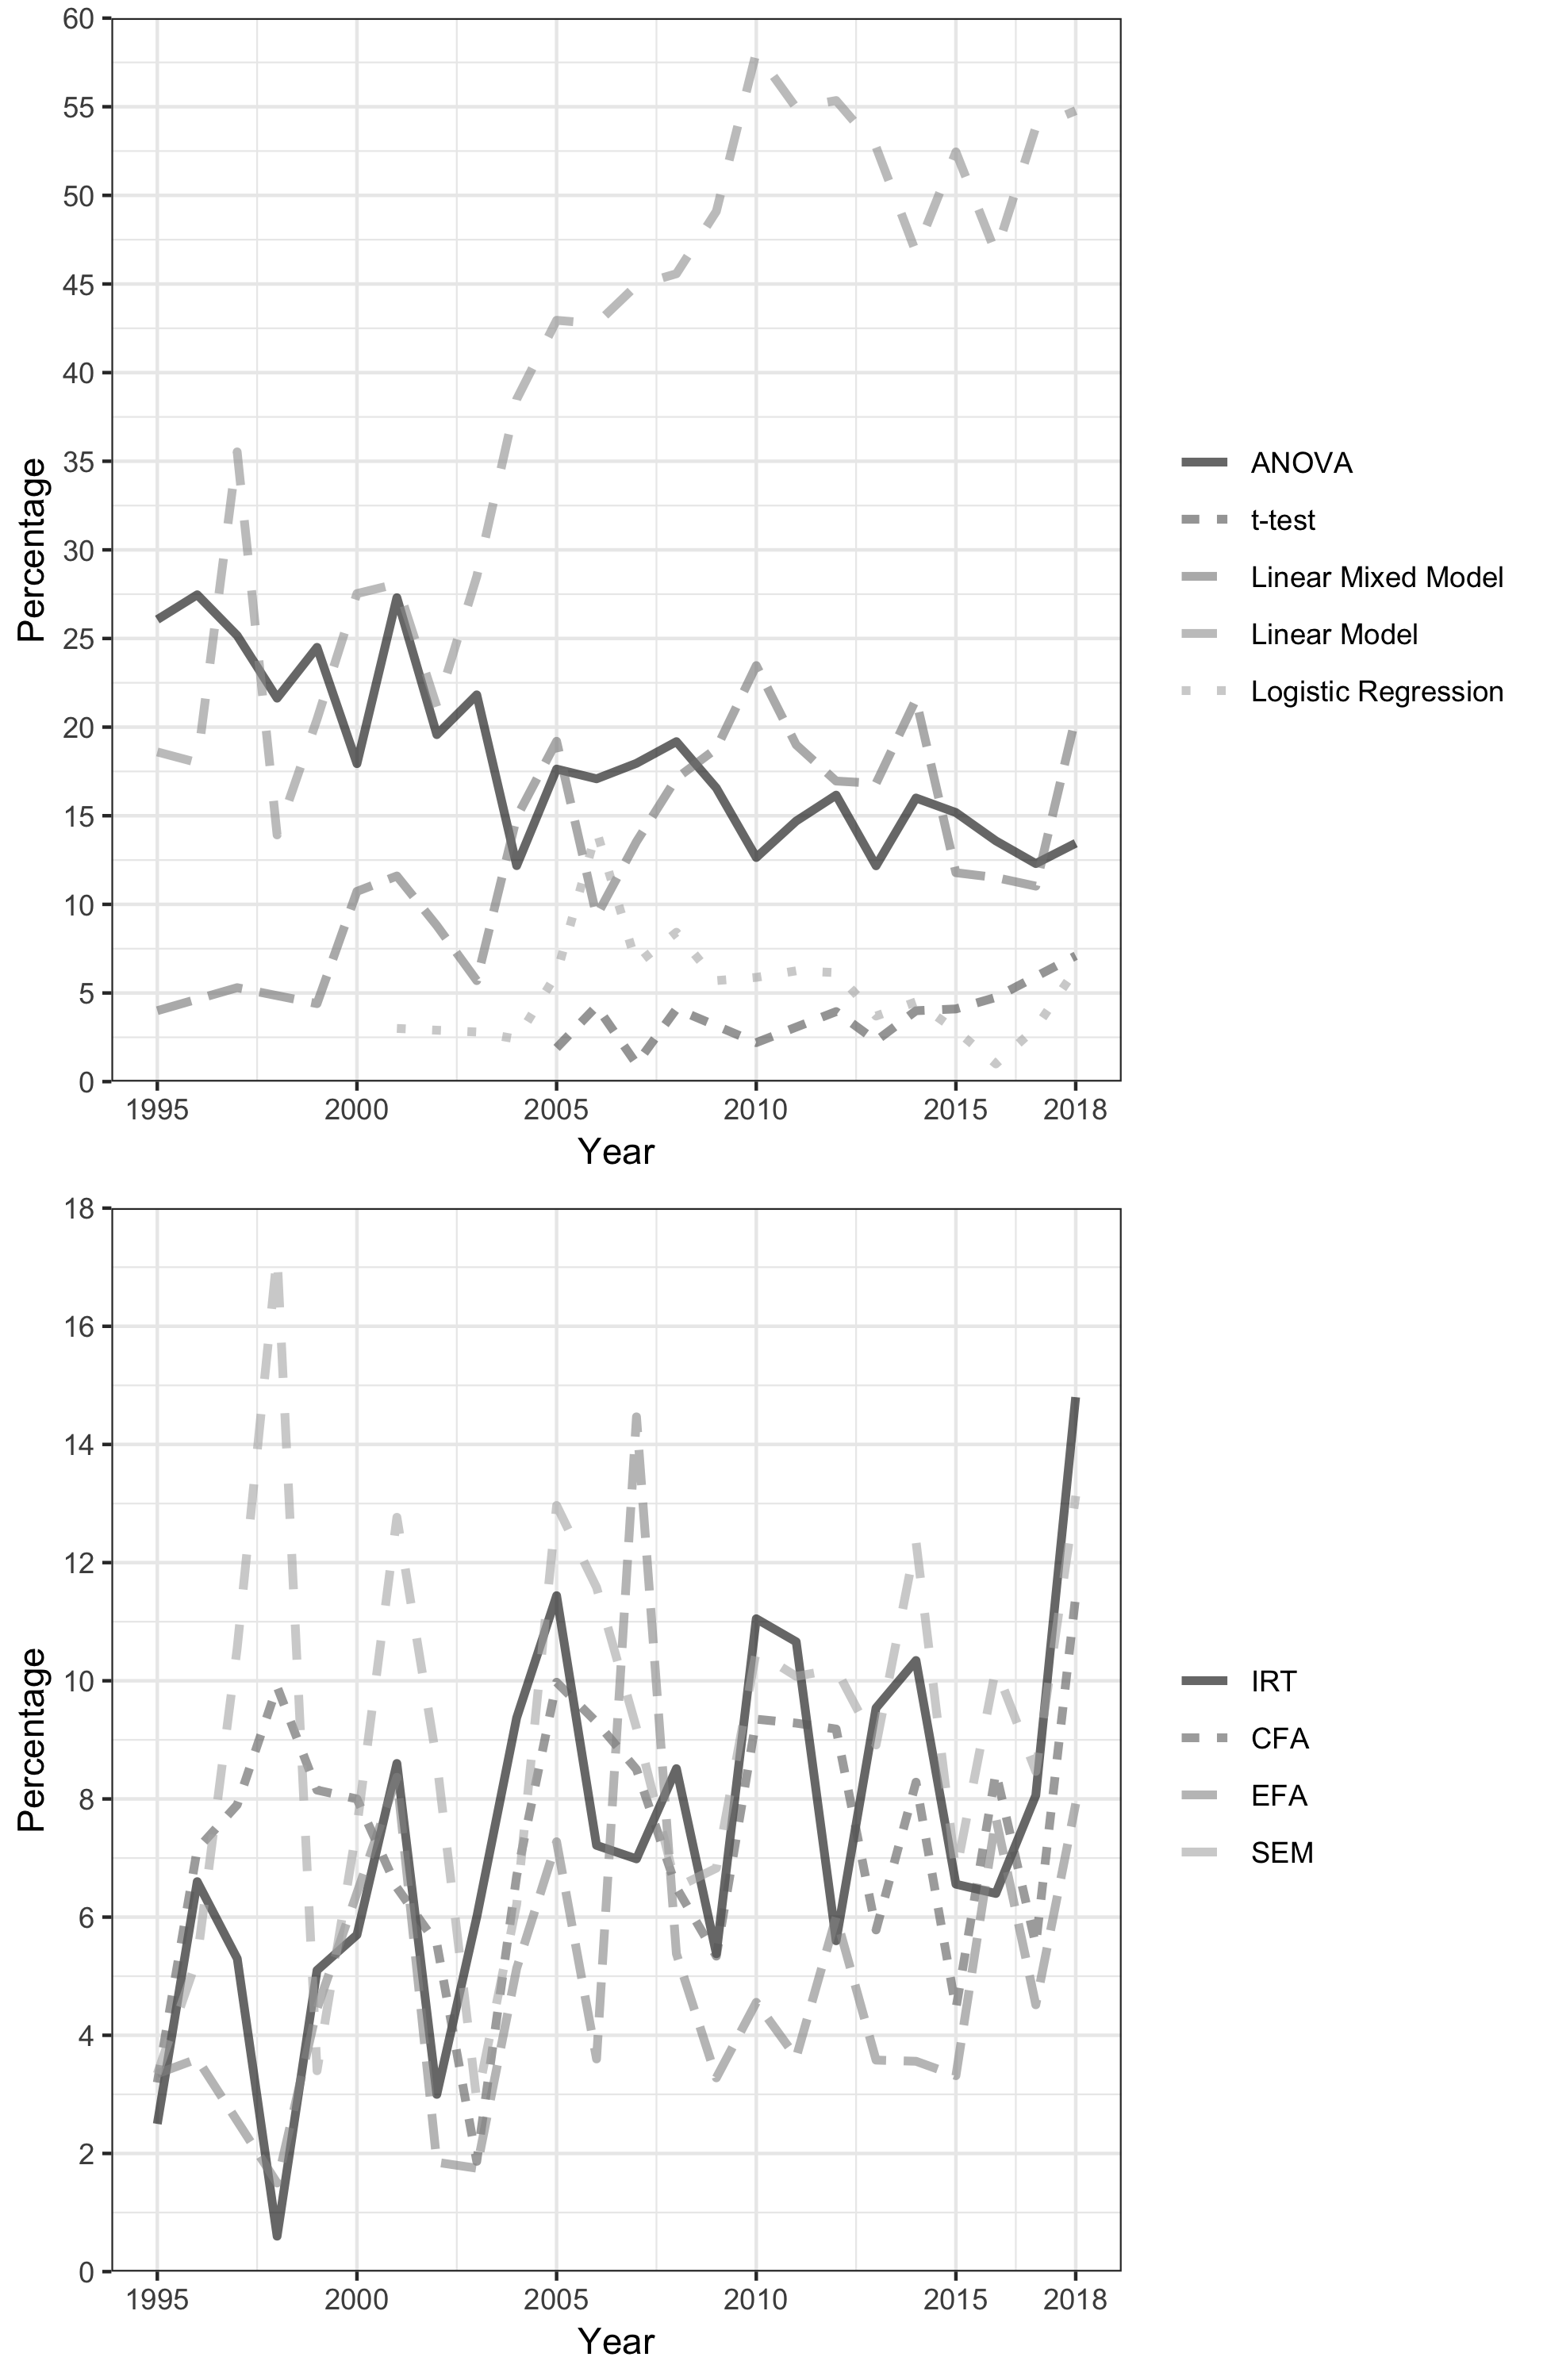 60
55
50
45
40
35
30
25
20
15
10
5
0
Percentage
1995 2000 2005 2010 2015 2018
Year
ANOVA
t-test
Linear Mixed Model
Linear Model
Logistic Regression
18
16
14
12
10
8
6
4
2
0
Percentage
1995 2000 2005 2010 2015 2018
Year
IRT
CFA
EFA
SEM